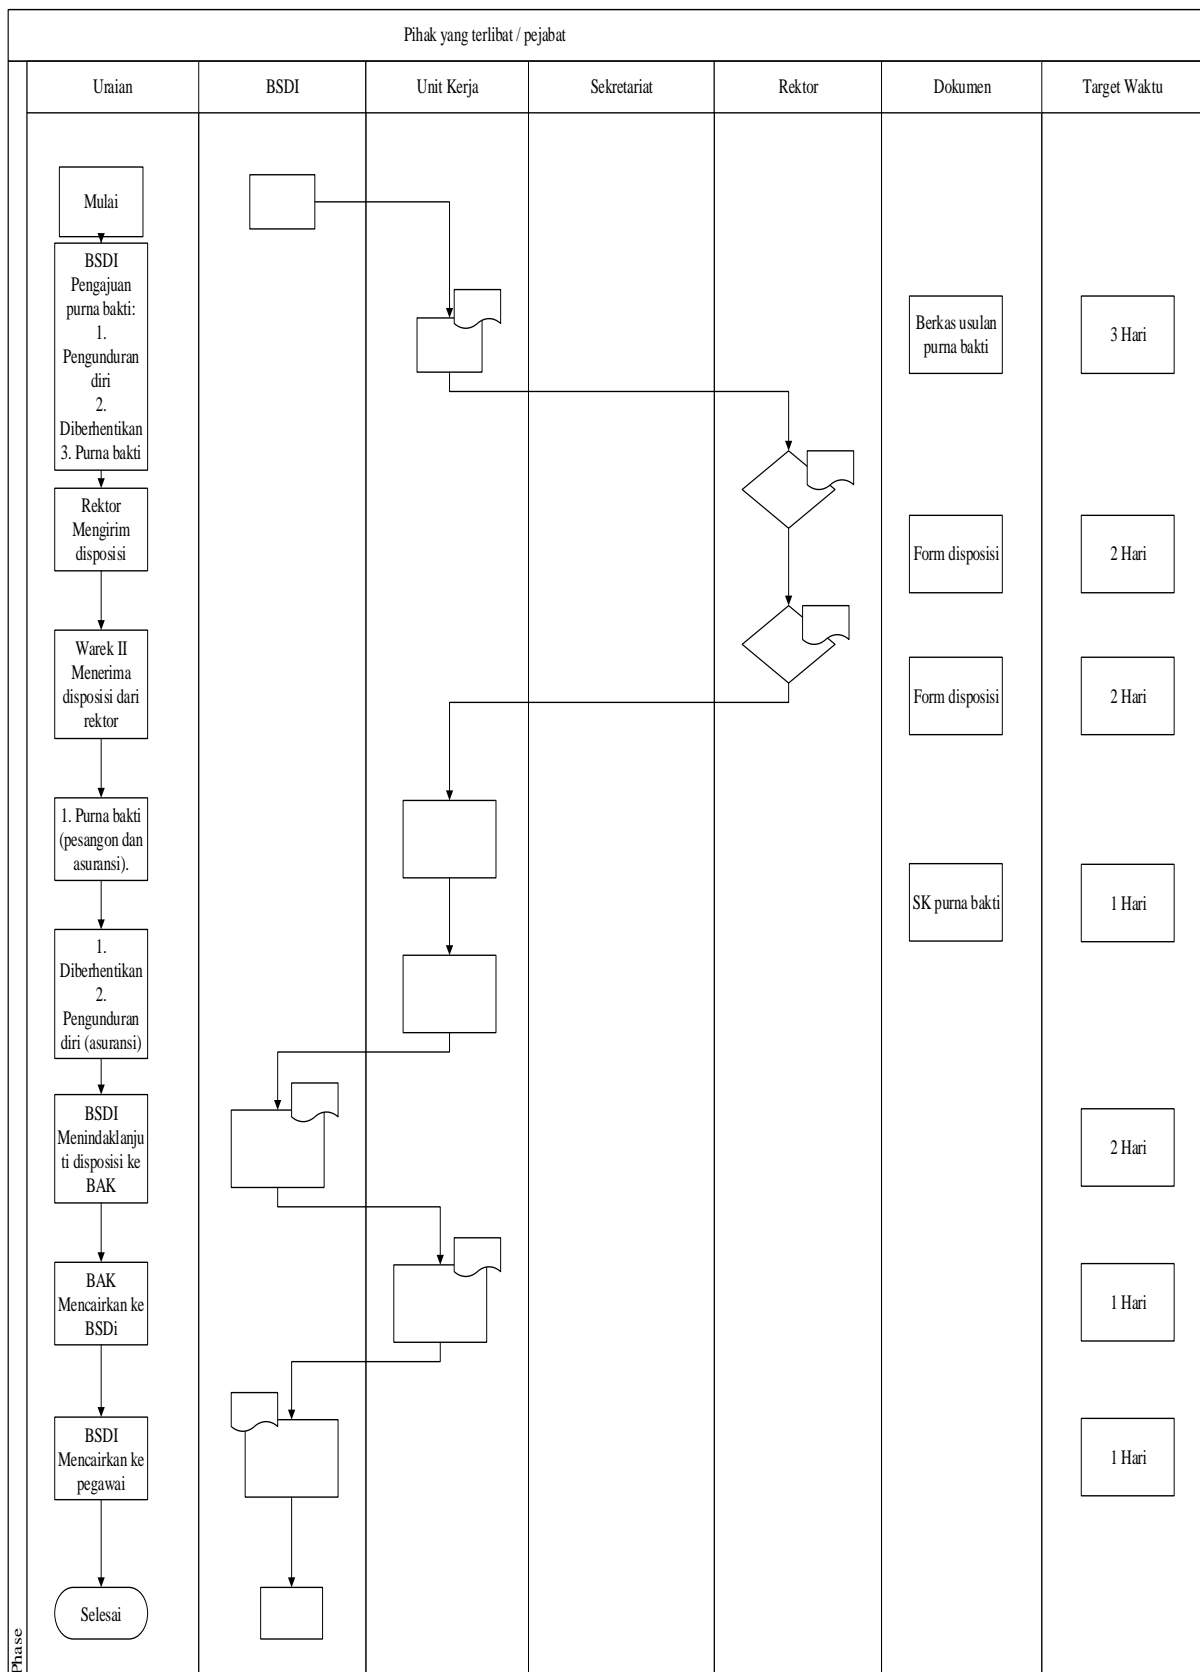 Pihak yang terlibat / pejabat
Uraian
BSDI
Unit Kerja
Sekretariat
Rektor
Dokumen
Target Waktu
Mulai
BSDI
Pengajuan
purna bakti:
1.
Pengunduran
diri
2.
Diberhentikan
3. Purna bakti
Berkas usulan
purna bakti
3 Hari
Rektor
Mengirim
disposisi
Form disposisi
2 Hari
Warek II
Menerima
disposisi dari
rektor
Form disposisi
2 Hari
1. Purna bakti
(pesangon dan
asuransi).
SK purna bakti
1 Hari
1.
Diberhentikan
2.
Pengunduran
diri (asuransi)
BSDI
Menindaklanju
ti disposisi ke
BAK
2 Hari
BAK
Mencairkan ke
BSDi
1 Hari
BSDI
Mencairkan ke
pegawai
1 Hari
Selesai
Phase